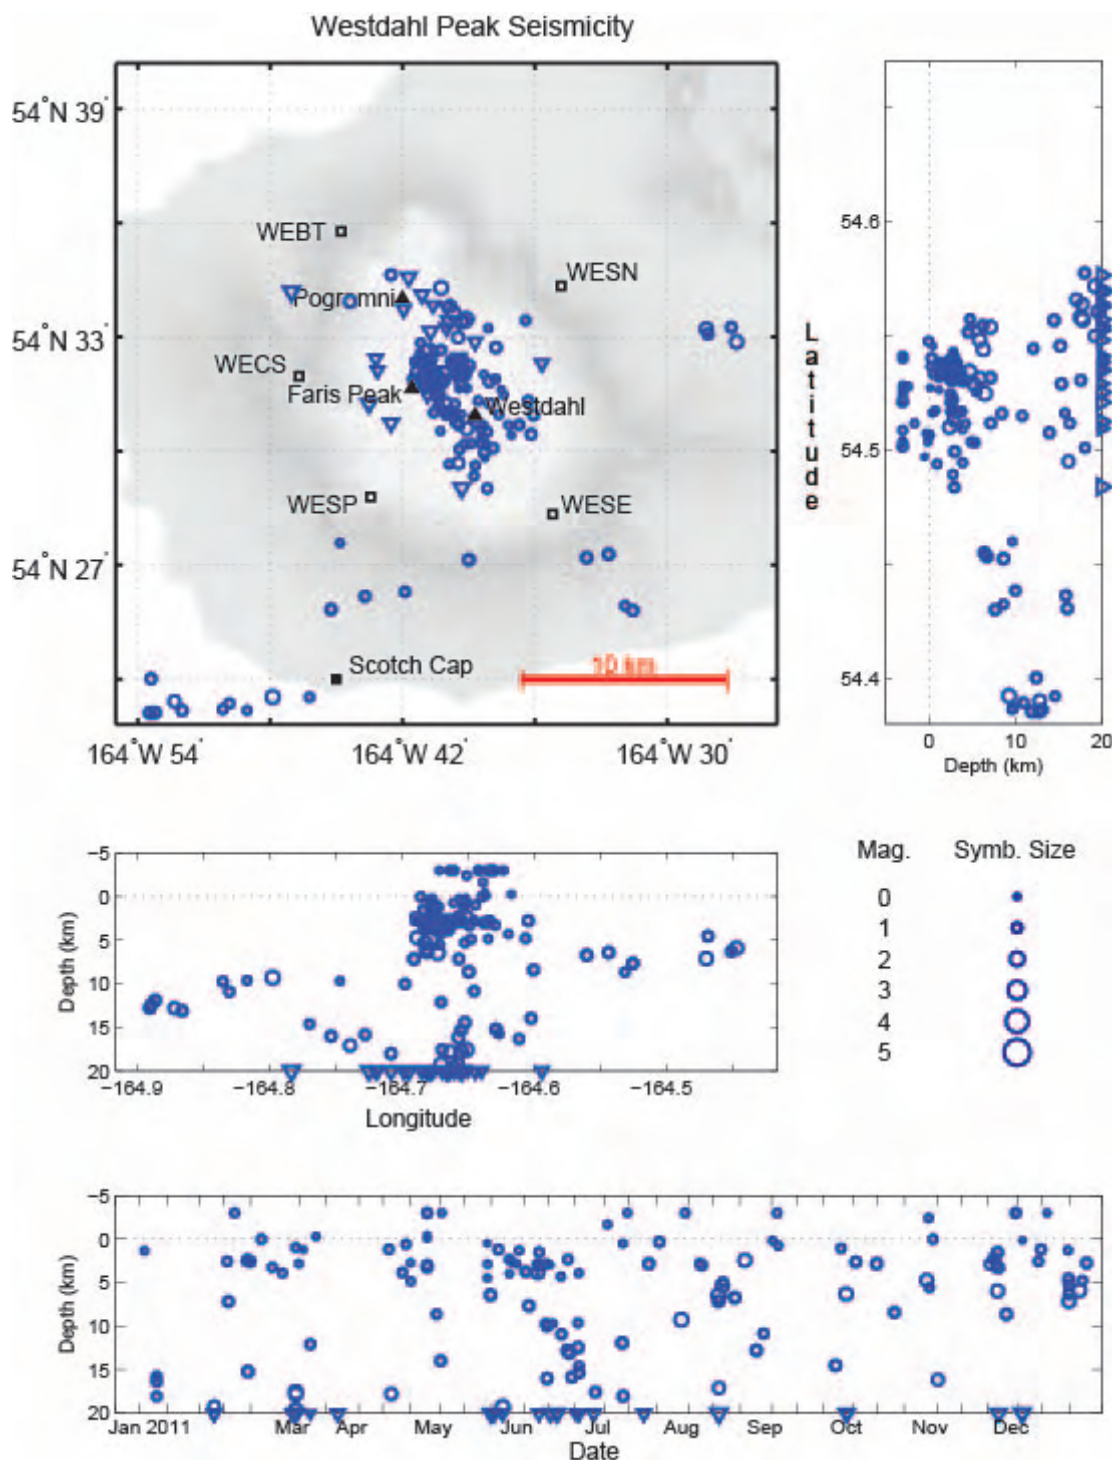 Westdahl Peak Seismicity
54°N 39'
54°N 33'
54°N 27'
WEBT
WESN
Pogromni
WECS
Faris Peak
Westdahl
WESP
WESE
Scotch Cap
10 km
164°W 54'
164°W 42'
164°W 30'
Latitude
54.6
54.5
54.4
0
10
20
Depth (km)
-5
0
5
10
15
20
Depth (km)
-164.9
-164.8
-164.7
-164.6
-164.5
Longitude
Mag. Symb. Size
0
1
2
3
4
5
-5
0
5
10
15
20
Depth (km)
Jan 2011
Mar
Apr
May
Jun
Jul
Aug
Sep
Oct
Nov
Dec
Date